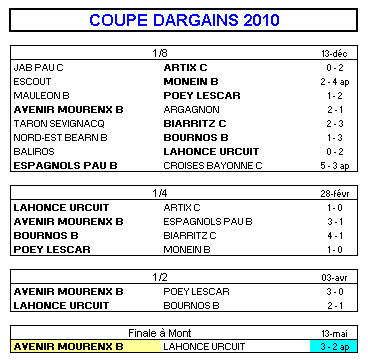 COUPE DARGAINS 2010
1/8 13-déc
JAB PAU C ARTIX C 0 - 2
ESCOUT MONEIN B 2 - 4 ap
MAULEON B POEY LESCAR 1 - 2
AVENIR MOURENX B ARGAGNON 2 - 1
TARON SEVIGNACQ BIARRITZ C 2 - 3
NORD-EST BEARN B BOURNOS B 1 - 3
BALIROS LAHONCE URCUIT 0 - 2
ESPAGNOLS PAU B CROISES BAYONNE C 5 - 3 ap
1/4 28-févr
LAHONCE URCUIT ARTIX C 1 - 0
AVENIR MOURENX B ESPAGNOLS PAU B 3 - 1
BOURNOS B BIARRITZ C 4 - 1
POEY LESCAR MONEIN B 1 - 0
1/2 03-avr
AVENIR MOURENX B POEY LESCAR 3 - 0
LAHONCE URCUIT BOURNOS B 2 - 1
Finale à Mont 13-mai
AVENIR MOURENX B LAHONCE URCUIT 3 - 2 ap